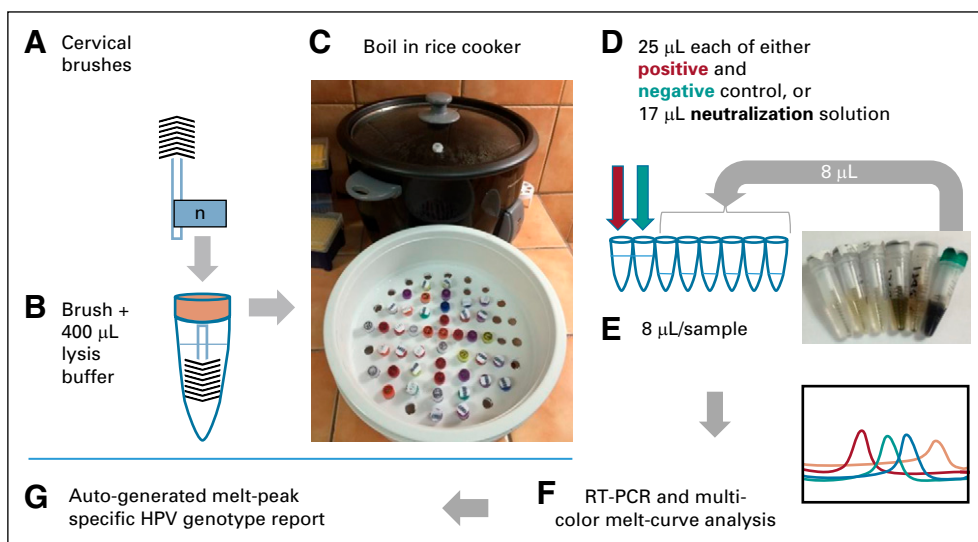 A Cervical
brushes
n
B Brush +
400 μL
lysis
buffer
C Boil in rice cooker
D 25 μL each of either
positive and
negative control, or
17 μL neutralization solution
8 μL
E 8 μL/sample
F RT-PCR and multi-
color melt-curve analysis
G Auto-generated melt-peak
specific HPV genotype report